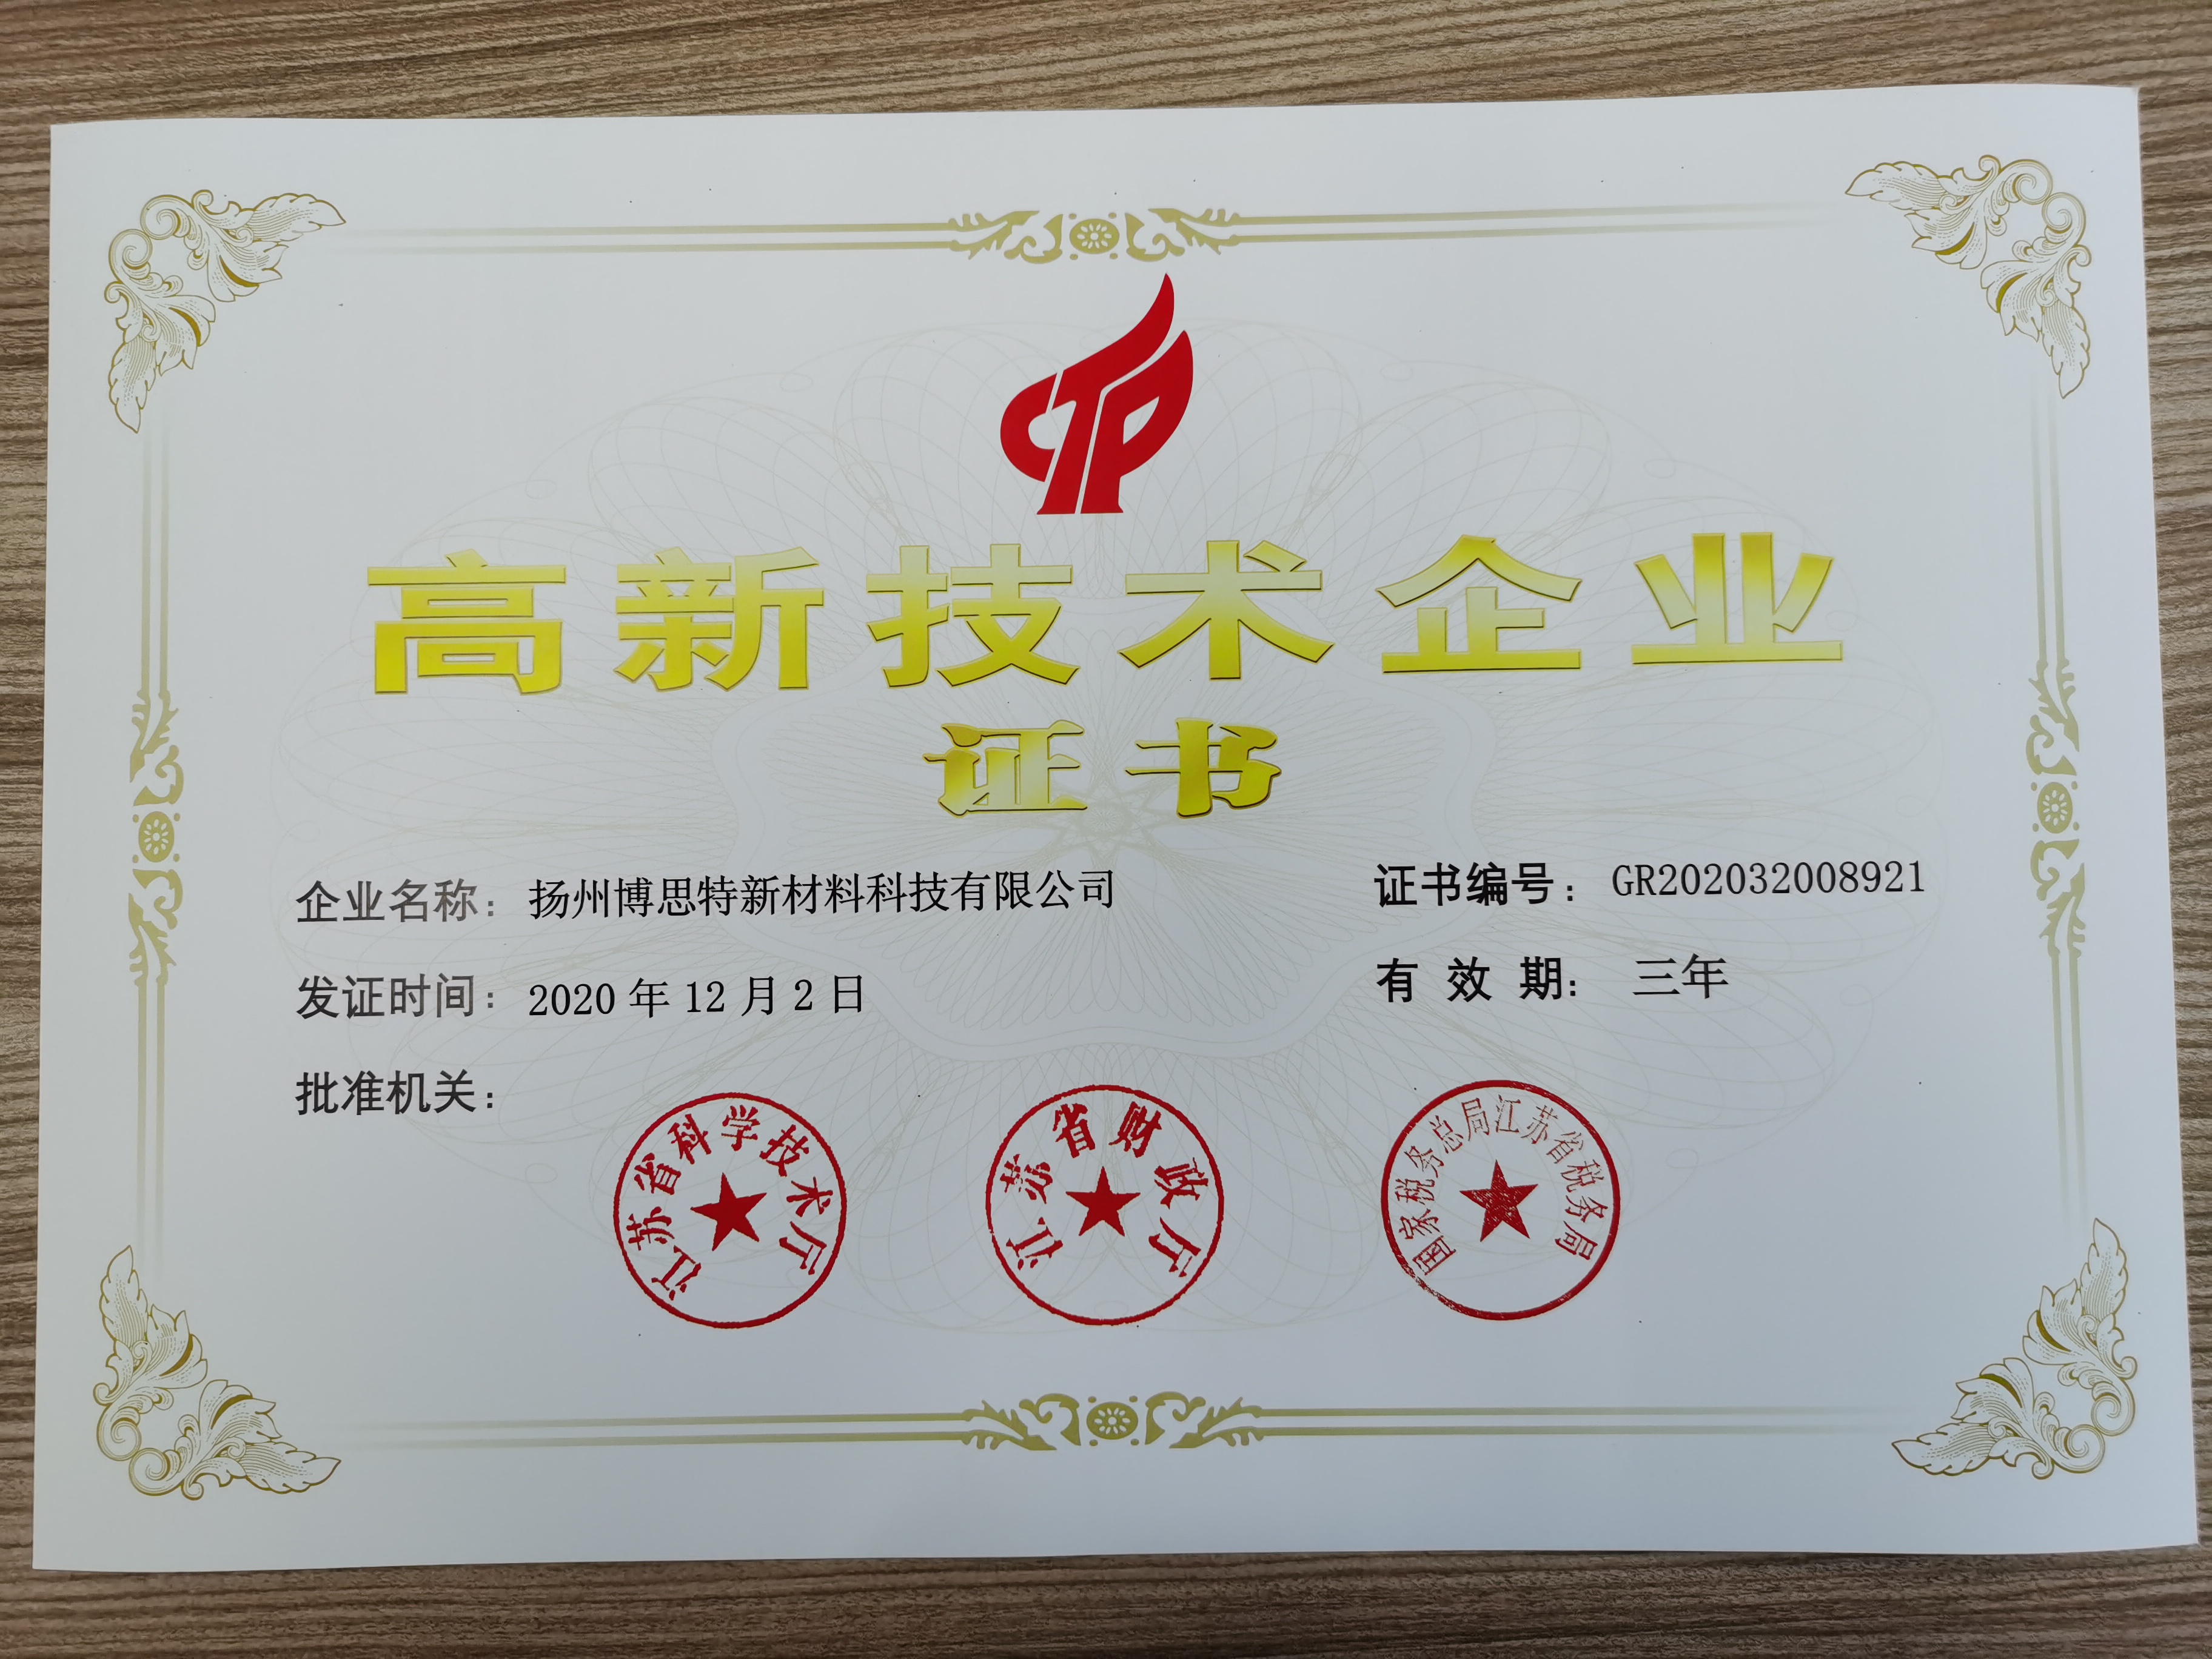 高新技术企业
证书
企业名称：扬州博思特新材料科技有限公司
证书编号：GR202032008921
发证时间：2020年12月2日
有效期：三年
批准机关：
江苏省科学技术厅
江苏省财政厅
国家税务总局江苏省税务局